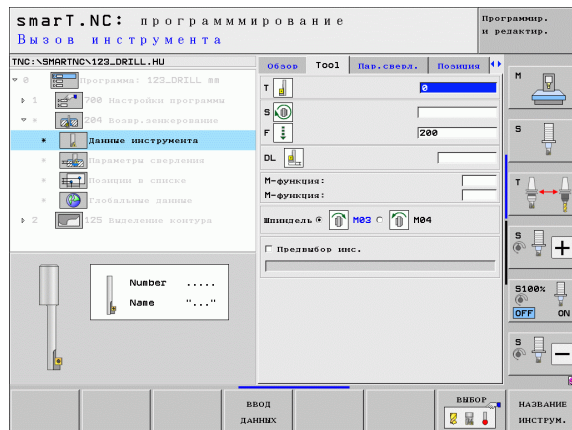 smarT.NC: программмирование
Вызов инструмента
Программир.
и редактир.
TNC:\SMARTNC\123_DRILL.HU
0 Программа: 123_DRILL mm
1 700 Настройки программы
204 Возвр.зенкерование
Данные инструмента
Параметры сверления
Позиции в списке
Глобальные данные
2 125 Выделение контура
Обзор Tool Пар.сверл. Позиция
T 0
S
F 200
DL
M-функция:
M-функция:
Шпиндель M03 M04
Предвыбор инс.
Number .....
Name "..."
M
S
T
S
S100%
OFF ON
S
ВВОД
ДАННЫХ
ВЫБОР
НАЗВАНИЕ
ИНСТРУМ.